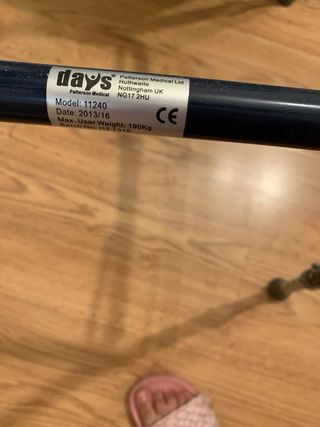 days®
Patterson Medical
Patterson Medical Ltd
Huthwaite
Nottingham UK
NG17 2HU
Model: 11240
Date: 2013/16
Max. User Weight: 190Kg
CE